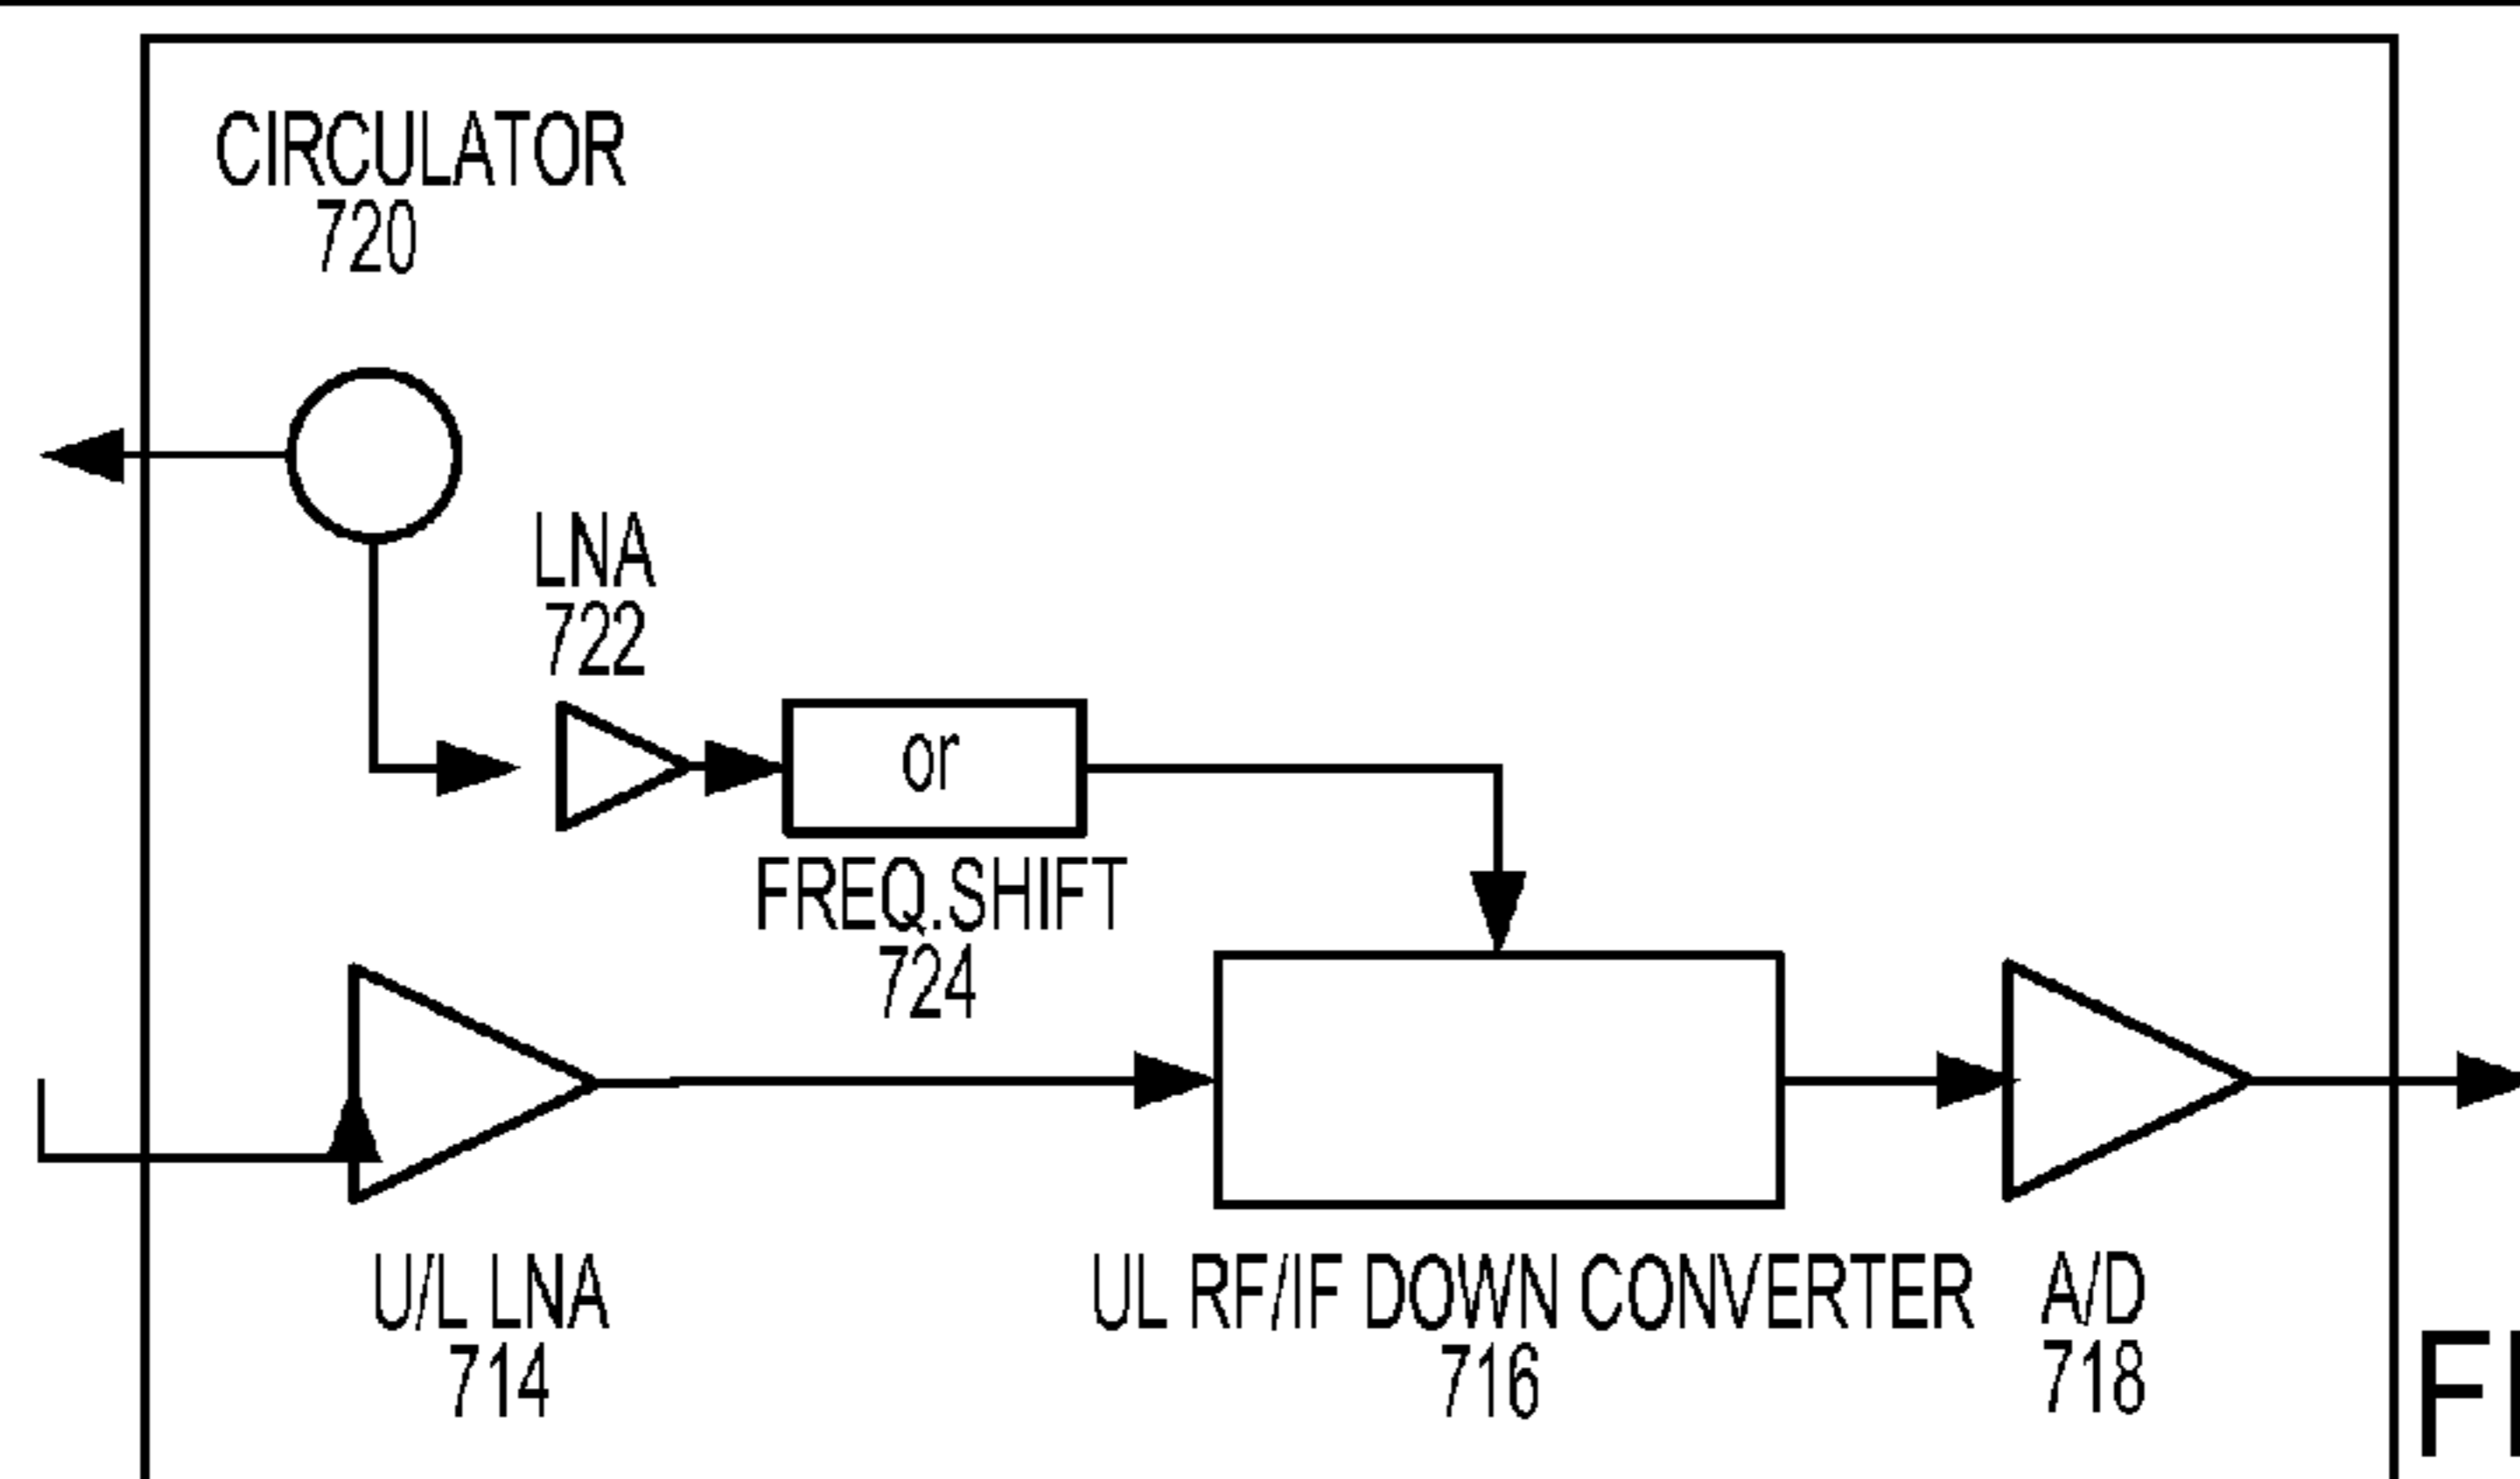 CIRCULATOR
720
LNA
722
or
FREQ.SHIFT
724
U/L LNA
714
UL RF/IF DOWN CONVERTER
716
A/D
718